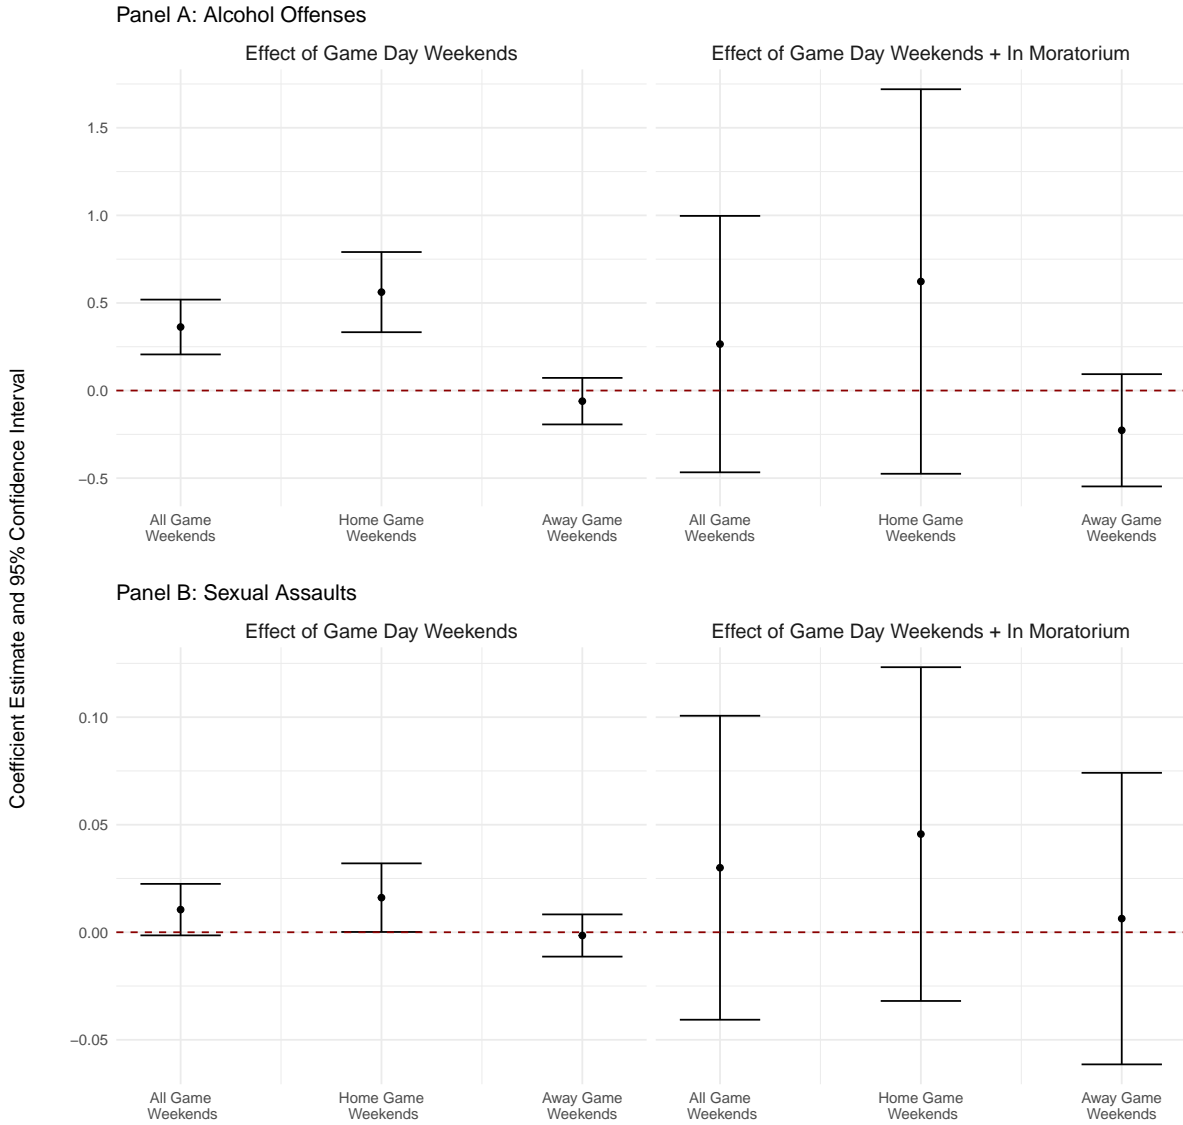 Panel A: Alcohol Offenses
Effect of Game Day Weekends
Effect of Game Day Weekends + In Moratorium
1.5
1.0
0.5
0.0
−0.5
All Game
Weekends
Home Game
Weekends
Away Game
Weekends
All Game
Weekends
Home Game
Weekends
Away Game
Weekends
Coefficient Estimate and 95% Confidence Interval
Panel B: Sexual Assaults
Effect of Game Day Weekends
Effect of Game Day Weekends + In Moratorium
0.10
0.05
0.00
−0.05
All Game
Weekends
Home Game
Weekends
Away Game
Weekends
All Game
Weekends
Home Game
Weekends
Away Game
Weekends